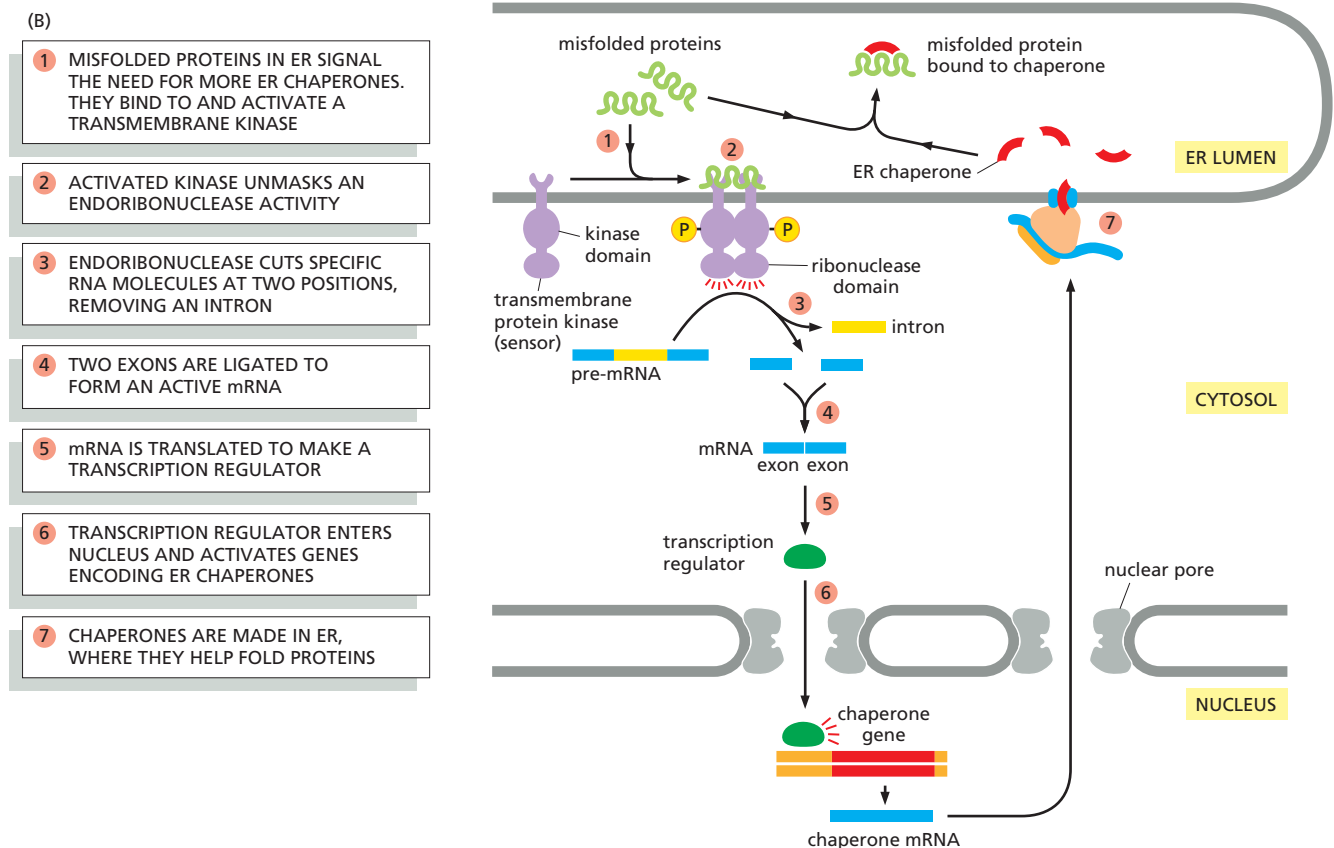 (B)
1 MISFOLDED PROTEINS IN ER SIGNAL
THE NEED FOR MORE ER CHAPERONES.
THEY BIND TO AND ACTIVATE A
TRANSMEMBRANE KINASE
2 ACTIVATED KINASE UNMASKS AN
ENDORIBONUCLEASE ACTIVITY
3 ENDORIBONUCLEASE CUTS SPECIFIC
RNA MOLECULES AT TWO POSITIONS,
REMOVING AN INTRON
4 TWO EXONS ARE LIGATED TO
FORM AN ACTIVE mRNA
5 mRNA IS TRANSLATED TO MAKE A
TRANSCRIPTION REGULATOR
6 TRANSCRIPTION REGULATOR ENTERS
NUCLEUS AND ACTIVATES GENES
ENCODING ER CHAPERONES
7 CHAPERONES ARE MADE IN ER,
WHERE THEY HELP FOLD PROTEINS
misfolded proteins
misfolded protein
bound to chaperone
1
2
ER chaperone
ER LUMEN
P
P
7
kinase
domain
ribonuclease
domain
transmembrane
protein kinase
(sensor)
3
intron
pre-mRNA
4
CYTOSOL
mRNA
exon exon
5
transcription
regulator
6
nuclear pore
NUCLEUS
chaperone
gene
chaperone mRNA